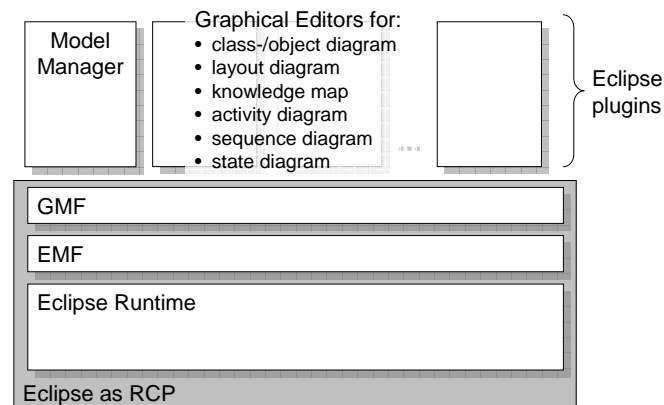 Graphical Editors for:
Model
Manager
• class-/object diagram
• layout diagram
• knowledge map
• activity diagram
• sequence diagram
• state diagram
...
Eclipse
plugins
GMF
EMF
Eclipse Runtime
Eclipse as RCP